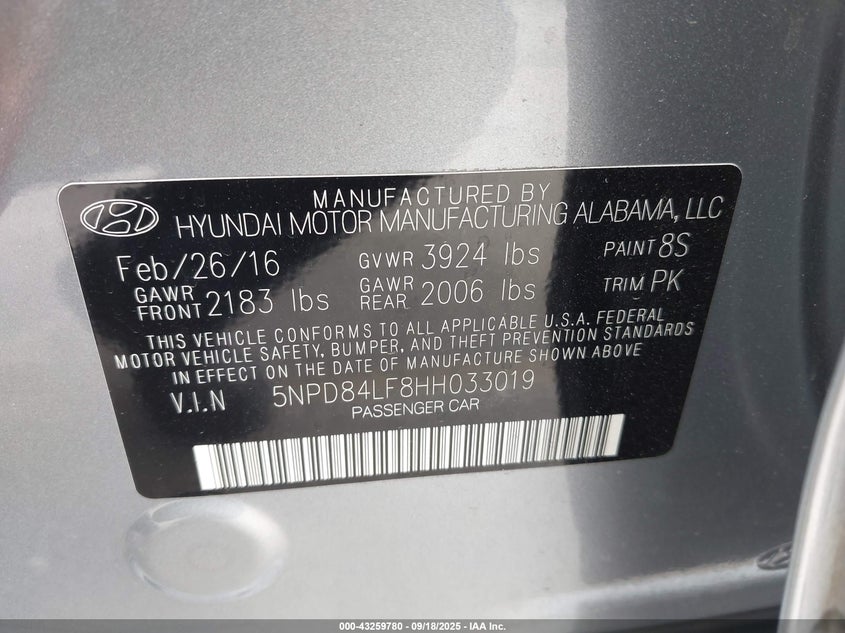 MANUFACTURED BY
HYUNDAI MOTOR MANUFACTURING ALABAMA, LLC
Feb/26/16 GVWR 3924 lbs PAINT 8S
GAWR FRONT 2183 lbs GAWR REAR 2006 lbs TRIM PK
THIS VEHICLE CONFORMS TO ALL APPLICABLE U.S.A. FEDERAL
MOTOR VEHICLE SAFETY, BUMPER, AND THEFT PREVENTION STANDARDS
IN EFFECT ON THE DATE OF MANUFACTURE SHOWN ABOVE
V.I.N 5NPD84LF8HH033019
PASSENGER CAR
000-43259780 - 09/18/2025 - IAA Inc.